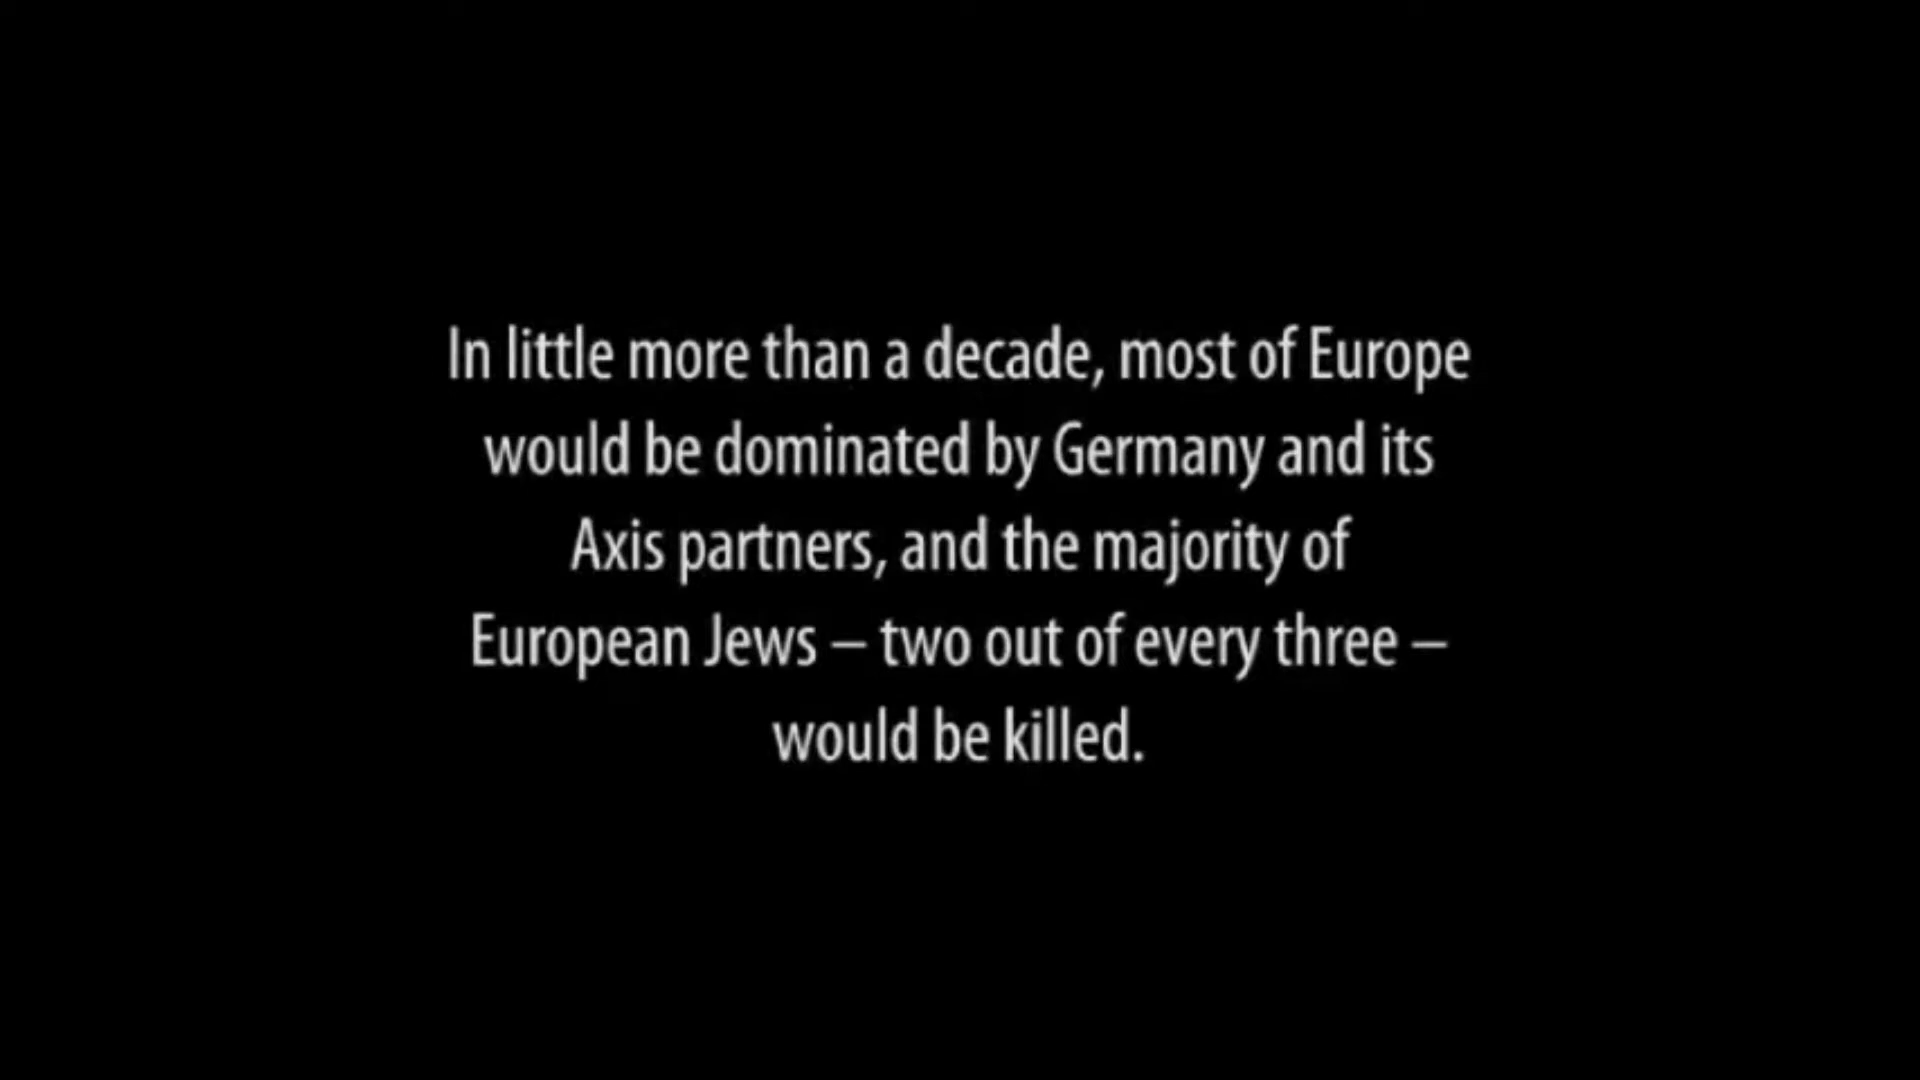 In little more than a decade, most of Europe
would be dominated by Germany and its
Axis partners, and the majority of
European Jews – two out of every three –
would be killed.